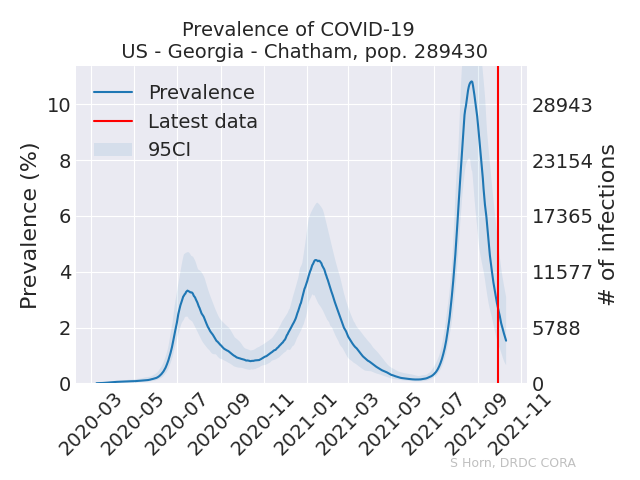 Prevalence of COVID-19
US - Georgia - Chatham, pop. 289430
Prevalence
Latest data
95CI
Prevalence (%)
10
8
6
4
2
0
28943
23154
17365
11577
5788
0
# of infections
2020-03
2020-05
2020-07
2020-09
2020-11
2021-01
2021-03
2021-05
2021-07
2021-09
2021-11
S Horn, DRDC CORA